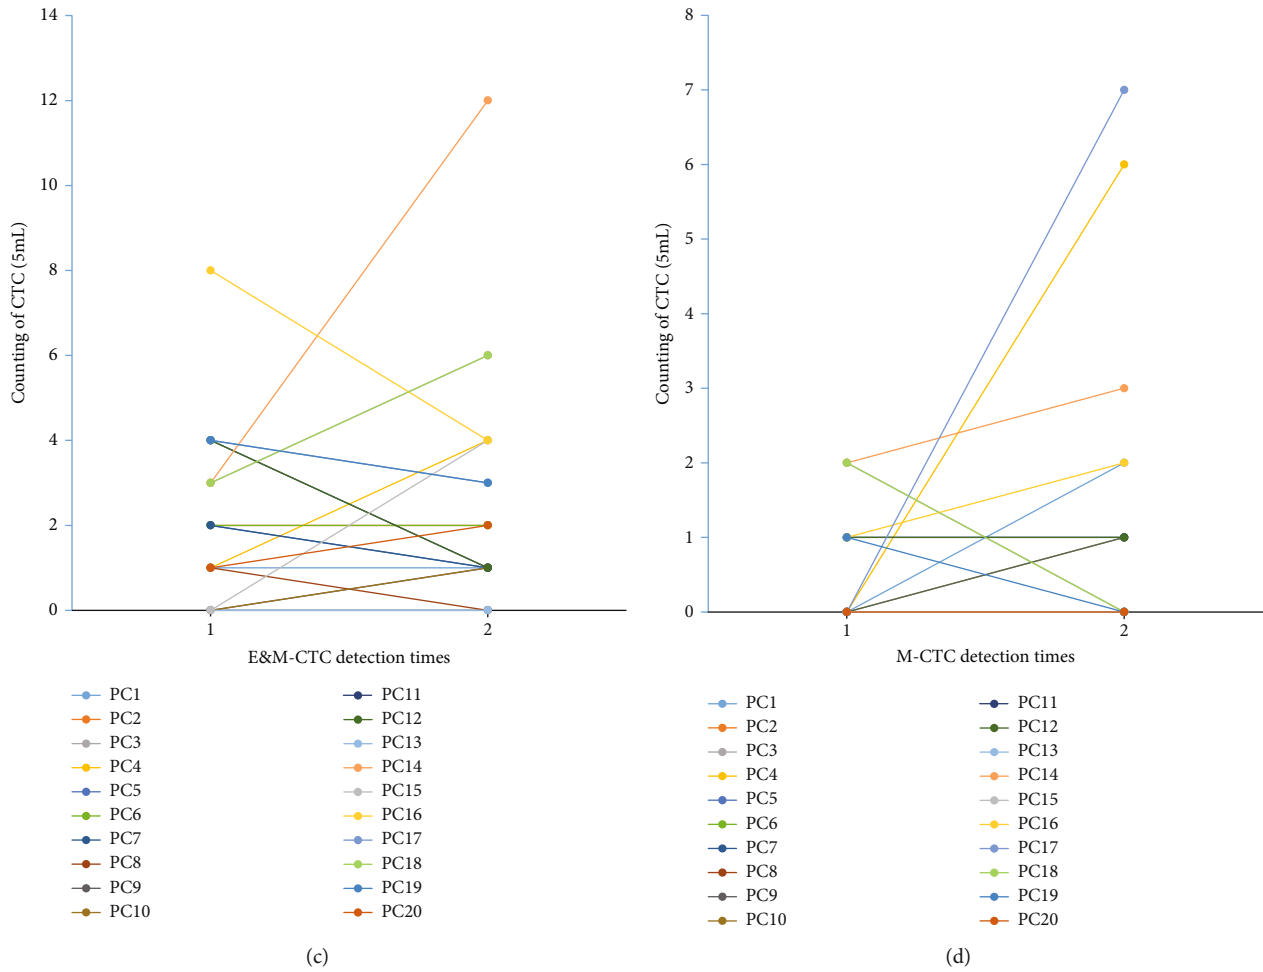 14
12
10
8
6
4
2
0
Counting of CTC (5mL)
1 2
E&M-CTC detection times
PC1 PC11
PC2 PC12
PC3 PC13
PC4 PC14
PC5 PC15
PC6 PC16
PC7 PC17
PC8 PC18
PC9 PC19
PC10 PC20
(c)
8
7
6
5
4
3
2
1
0
Counting of CTC (5mL)
1 2
M-CTC detection times
PC1 PC11
PC2 PC12
PC3 PC13
PC4 PC14
PC5 PC15
PC6 PC16
PC7 PC17
PC8 PC18
PC9 PC19
PC10 PC20
(d)